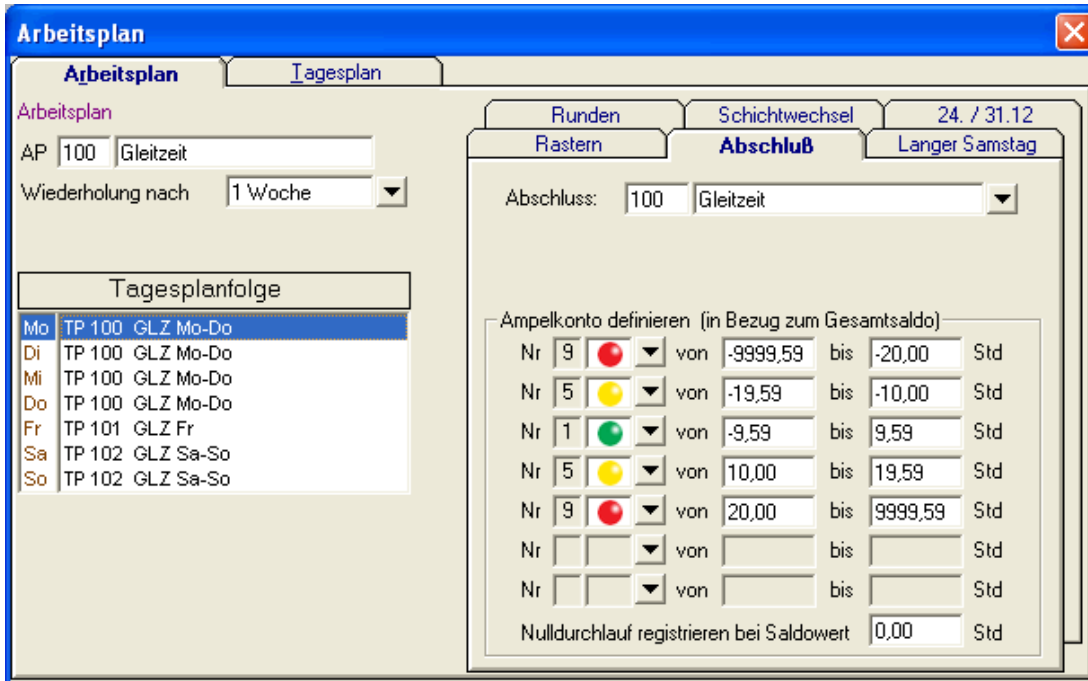 Arbeitsplan
Arbeitsplan Tagesplan
Arbeitsplan
AP 100 Gleitzeit
Wiederholung nach 1 Woche
Tagesplanfolge
Mo TP 100 GLZ Mo-Do
Di TP 100 GLZ Mo-Do
Mi TP 100 GLZ Mo-Do
Do TP 100 GLZ Mo-Do
Fr TP 101 GLZ Fr
Sa TP 102 GLZ Sa-So
So TP 102 GLZ Sa-So
Runden Schichtwechsel 24. / 31.12
Rastern Abschluß Langer Samstag
Abschluss: 100 Gleitzeit
Ampelkonto definieren (in Bezug zum Gesamtsaldo)
Nr 9 von -9999,59 bis -20,00 Std
Nr 5 von -19,59 bis -10,00 Std
Nr 1 von -9,59 bis 9,59 Std
Nr 5 von 10,00 bis 19,59 Std
Nr 9 von 20,00 bis 9999,59 Std
Nr von bis Std
Nr von bis Std
Nulldurchlauf registrieren bei Saldowert 0,00 Std